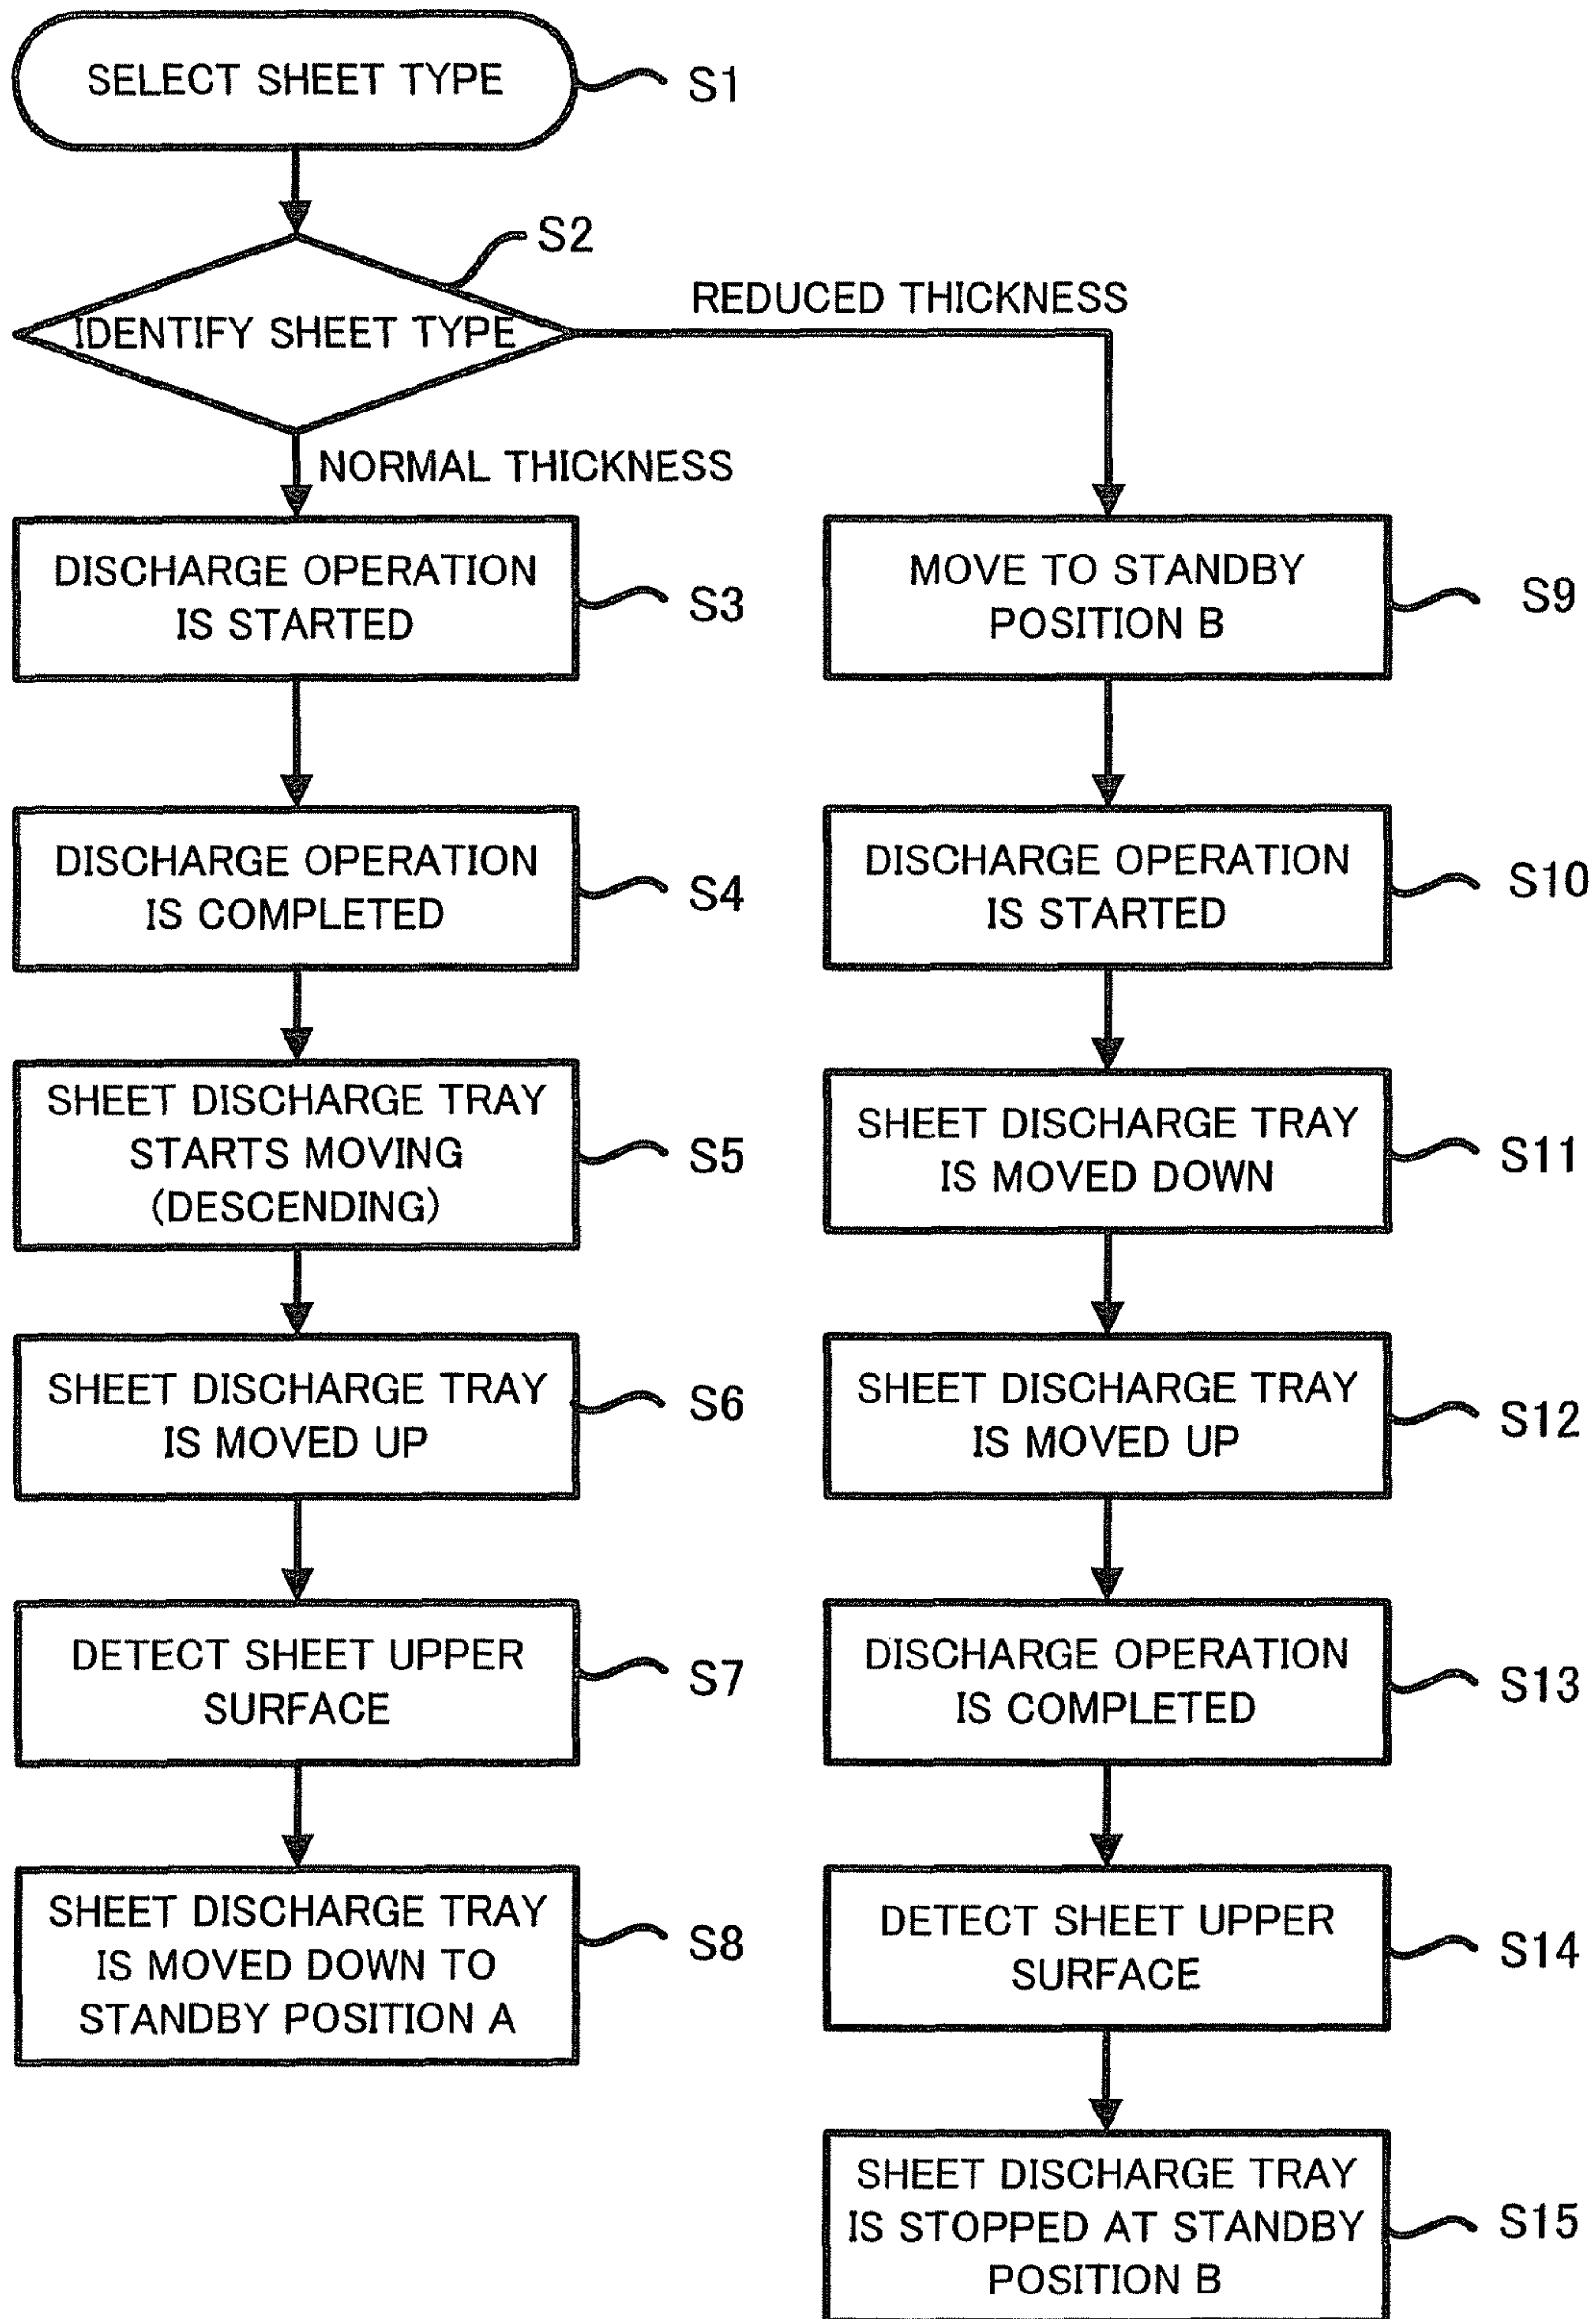 SELECT SHEET TYPE
S1
S2
IDENTIFY SHEET TYPE
REDUCED THICKNESS
NORMAL THICKNESS
DISCHARGE OPERATION
IS STARTED
S3
DISCHARGE OPERATION
IS COMPLETED
S4
SHEET DISCHARGE TRAY
STARTS MOVING
(DESCENDING)
S5
SHEET DISCHARGE TRAY
IS MOVED UP
S6
DETECT SHEET UPPER
SURFACE
S7
SHEET DISCHARGE TRAY
IS MOVED DOWN TO
STANDBY POSITION A
S8
MOVE TO STANDBY
POSITION B
S9
DISCHARGE OPERATION
IS STARTED
S10
SHEET DISCHARGE TRAY
IS MOVED DOWN
S11
SHEET DISCHARGE TRAY
IS MOVED UP
S12
DISCHARGE OPERATION
IS COMPLETED
S13
DETECT SHEET UPPER
SURFACE
S14
SHEET DISCHARGE TRAY
IS STOPPED AT STANDBY
POSITION B
S15